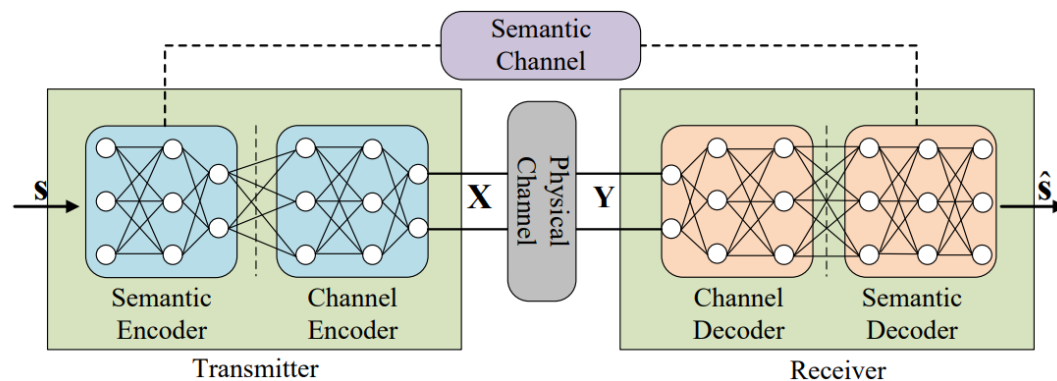 Semantic
Channel
s
Semantic
Encoder
Channel
Encoder
Transmitter
X
Physical
Channel
Y
Channel
Decoder
Semantic
Decoder
Receiver
ŝ